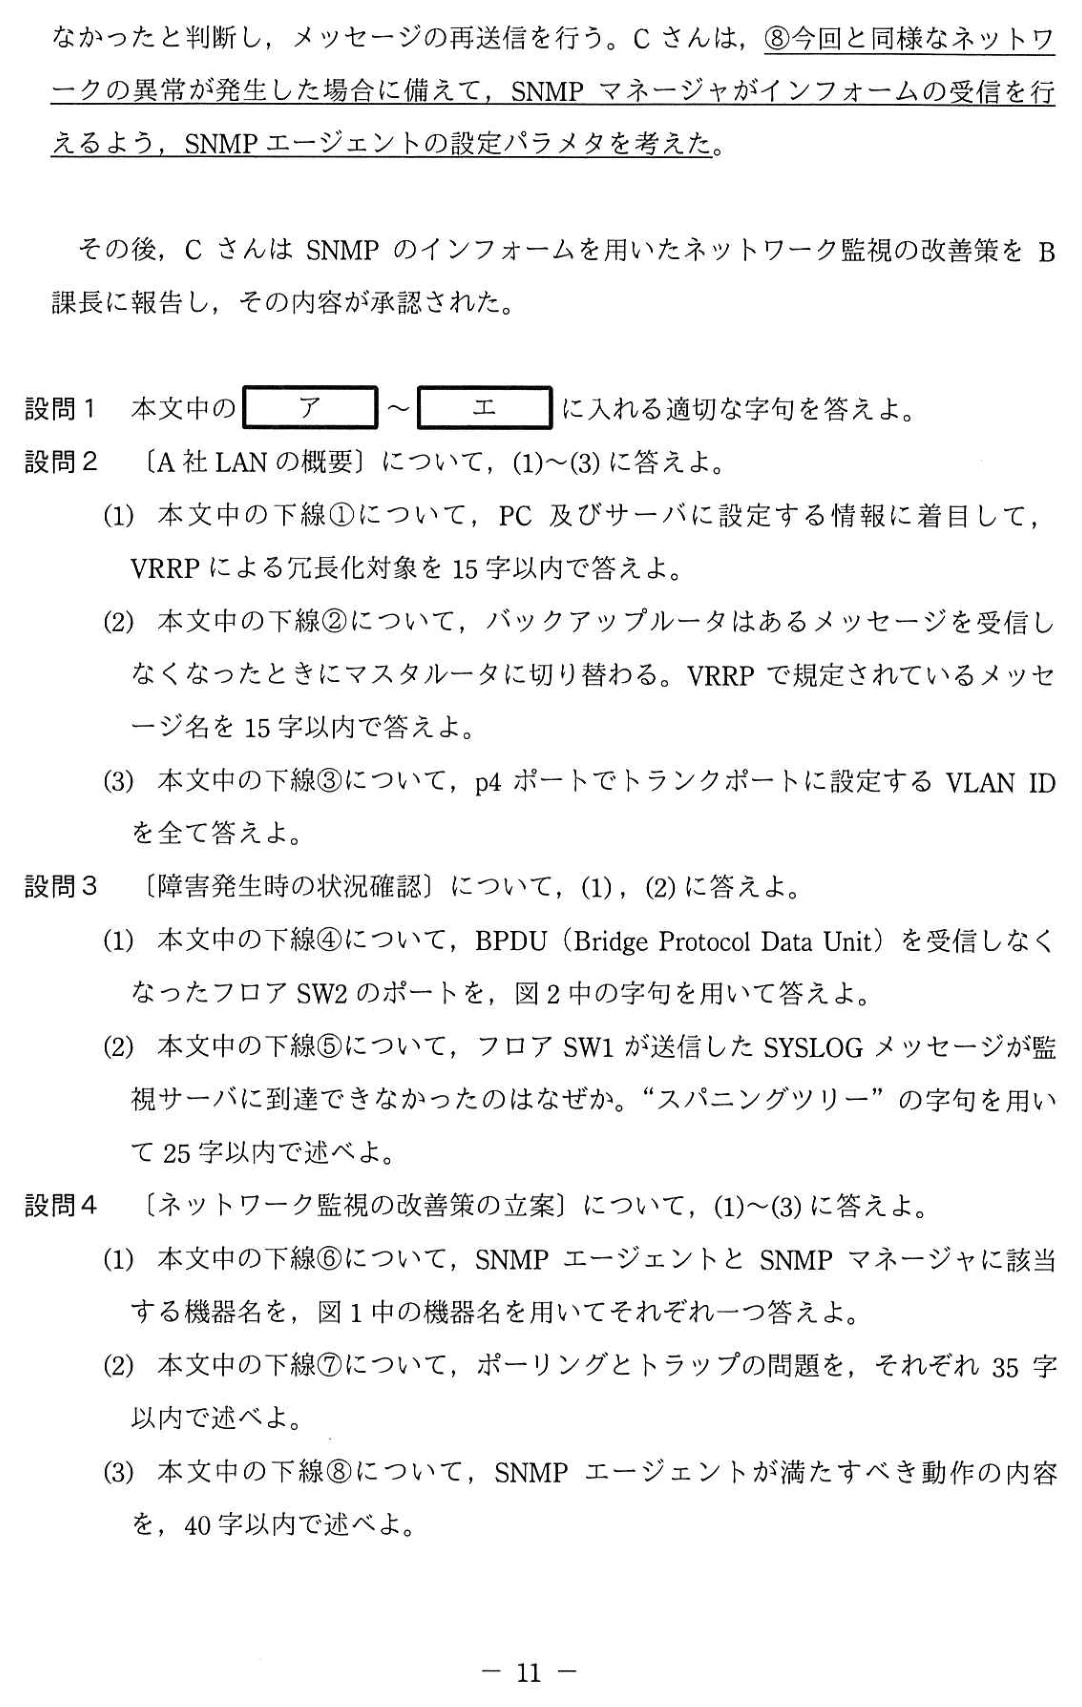 なかったと判断し，メッセージの再送信を行う。C さんは，⑧今回と同様なネットワ
ークの異常が発生した場合に備えて，SNMP マネージャがインフォームの受信を行
えるよう，SNMP エージェントの設定パラメタを考えた。
その後，C さんは SNMP のインフォームを用いたネットワーク監視の改善策を B
課長に報告し，その内容が承認された。
設問1 本文中の ア ～ エ に入れる適切な字句を答えよ。
設問2 〔A 社 LAN の概要〕について，(1)～(3) に答えよ。
(1) 本文中の下線①について，PC 及びサーバに設定する情報に着目して，
VRRP による冗長化対象を 15 字以内で答えよ。
(2) 本文中の下線②について，バックアップルータはあるメッセージを受信し
なくなったときにマスタルータに切り替わる。VRRP で規定されているメッセ
ージ名を 15 字以内で答えよ。
(3) 本文中の下線③について，p4 ポートでトランクポートに設定する VLAN ID
を全て答えよ。
設問3 〔障害発生時の状況確認〕について，(1)，(2) に答えよ。
(1) 本文中の下線④について，BPDU（Bridge Protocol Data Unit）を受信しなく
なったフロア SW2 のポートを，図 2 中の字句を用いて答えよ。
(2) 本文中の下線⑤について，フロア SW1 が送信した SYSLOG メッセージが監
視サーバに到達できなかったのはなぜか。“スパニングツリー” の字句を用い
て 25 字以内で述べよ。
設問4 〔ネットワーク監視の改善策の立案〕について，(1)～(3) に答えよ。
(1) 本文中の下線⑥について，SNMP エージェントと SNMP マネージャに該当
する機器名を，図 1 中の機器名を用いてそれぞれ一つ答えよ。
(2) 本文中の下線⑦について，ポーリングとトラップの問題を，それぞれ 35 字
以内で述べよ。
(3) 本文中の下線⑧について，SNMP エージェントが満たすべき動作の内容
を，40 字以内で述べよ。
－ 11 －